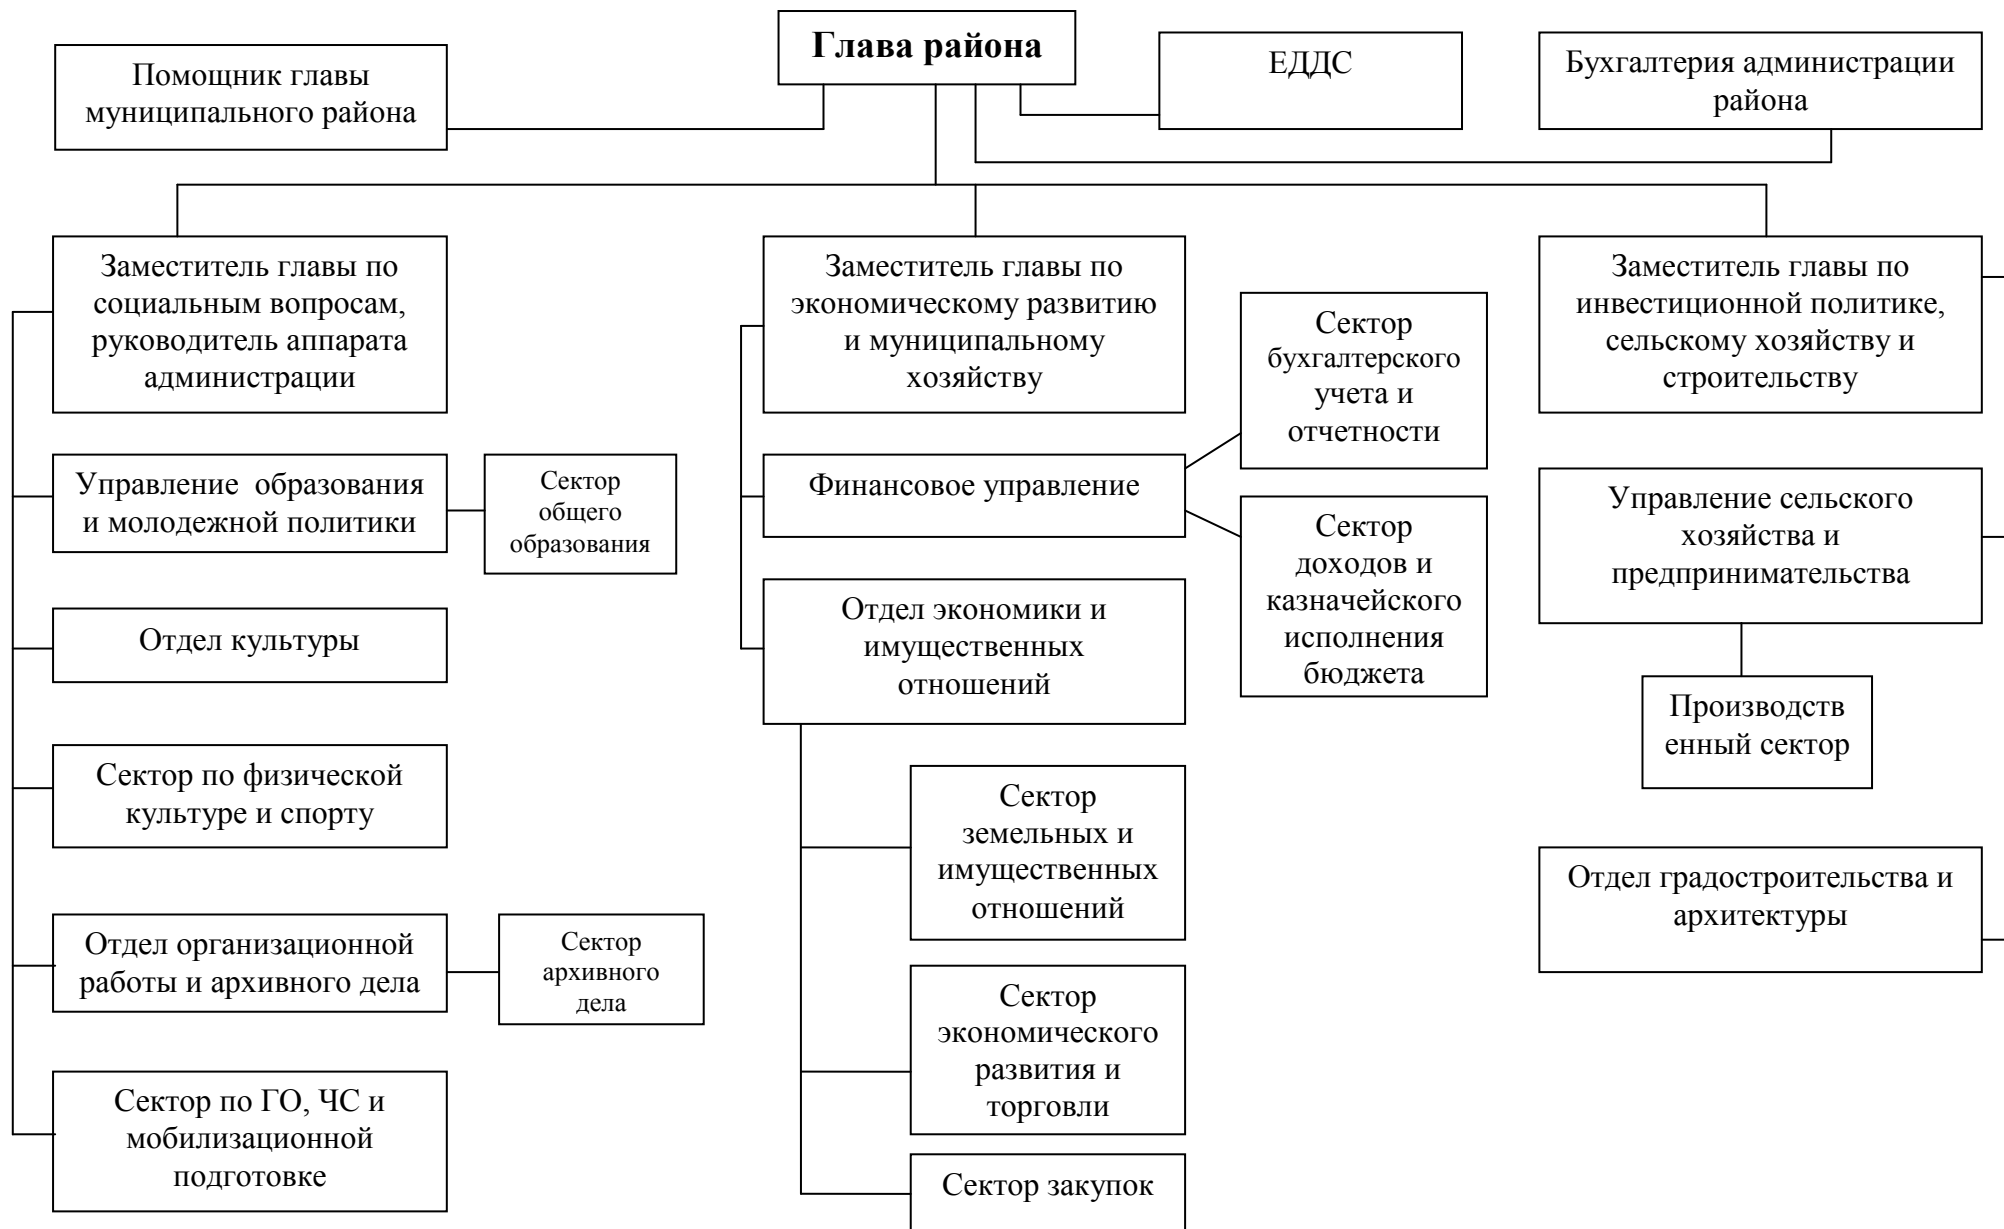 Глава района
Помощник главы
муниципального района
ЕДДС
Бухгалтерия администрации
района
Заместитель главы по
социальным вопросам,
руководитель аппарата
администрации
Заместитель главы по
экономическому развитию
и муниципальному
хозяйству
Сектор
бухгалтерского
учета и
отчетности
Заместитель главы по
инвестиционной политике,
сельскому хозяйству и
строительству
Управление образования
и молодежной политики
Сектор
общего
образования
Финансовое управление
Сектор
доходов и
казначейского
исполнения
бюджета
Управление сельского
хозяйства и
предпринимательства
Отдел культуры
Отдел экономики и
имущественных
отношений
Производств
енный сектор
Сектор по физической
культуре и спорту
Сектор
земельных и
имущественных
отношений
Отдел градостроительства и
архитектуры
Отдел организационной
работы и архивного дела
Сектор
архивного
дела
Сектор
экономического
развития и
торговли
Сектор по ГО, ЧС и
мобилизационной
подготовке
Сектор закупок